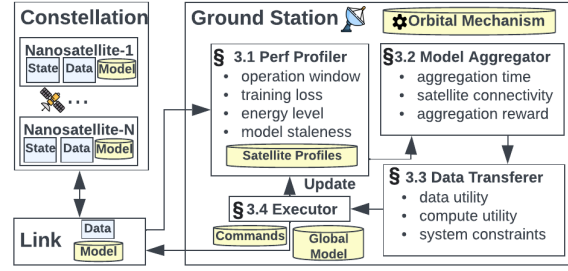 Constellation
Nanosatellite-1
State Data Model
...
Nanosatellite-N
State Data Model
Link
Data
Model
Ground Station
Orbital Mechanism
§ 3.1 Perf Profiler
• operation window
• training loss
• energy level
• model staleness
Satellite Profiles
§ 3.2 Model Aggregator
• aggregation time
• satellite connectivity
• aggregation reward
§ 3.3 Data Transferer
• data utility
• compute utility
• system constraints
Update
§ 3.4 Executor
Commands
Global
Model